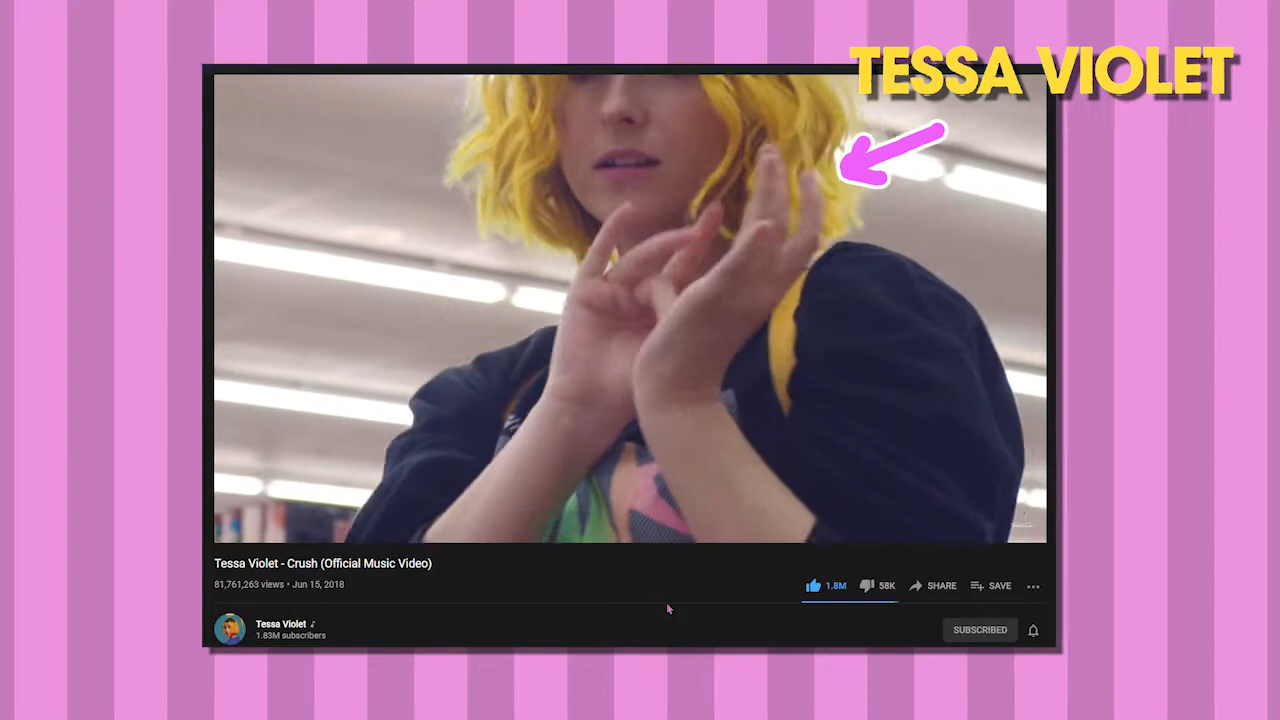 TESSA VIOLET
Tessa Violet - Crush (Official Music Video)
81,761,263 views • Jun 15, 2018
1.8M 58K SHARE SAVE
Tessa Violet
1.83M subscribers
SUBSCRIBED